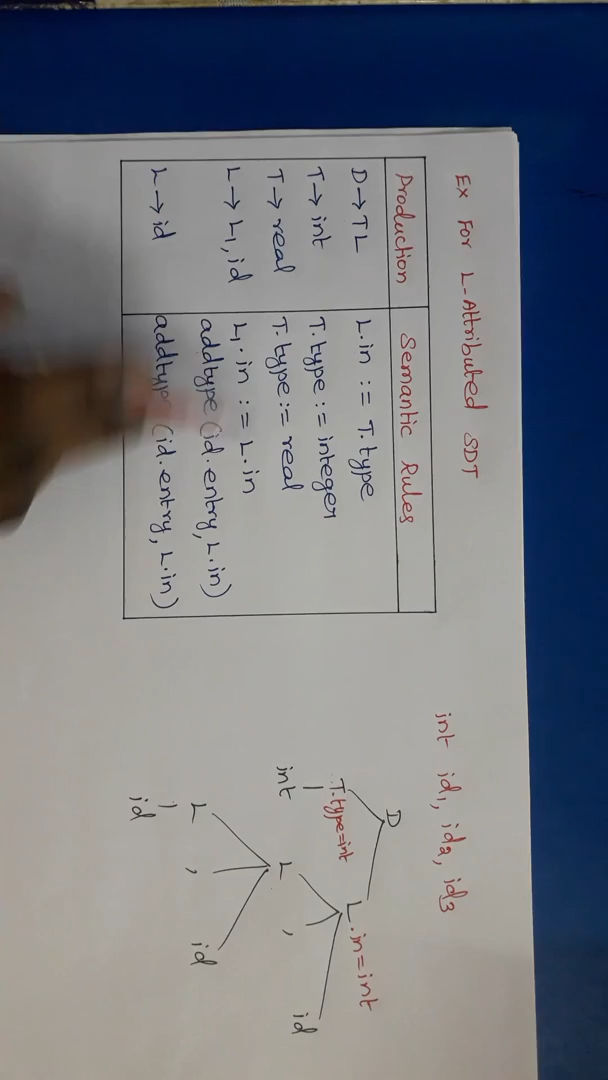 Ex For L-Attributed SDT
Production Semantic Rules
D→TL L.in := T.type
T→int T.type := integer
T→real T.type := real
L→L1, id L1.in := L.in
addtype (id.entry, L.in)
L→id addtype (id.entry, L.in)
int id1, id2, id3
D
T.type=int L.in=int
int L , id
L , id
id